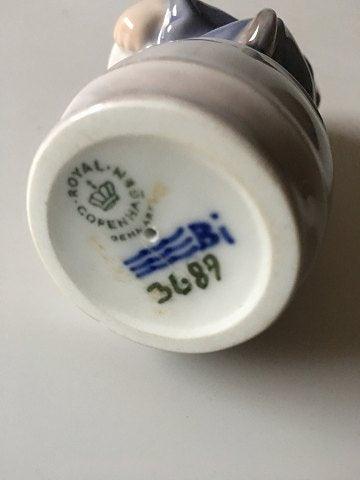 ROYAL
COPENHAGEN
DENMARK
Bi
3689